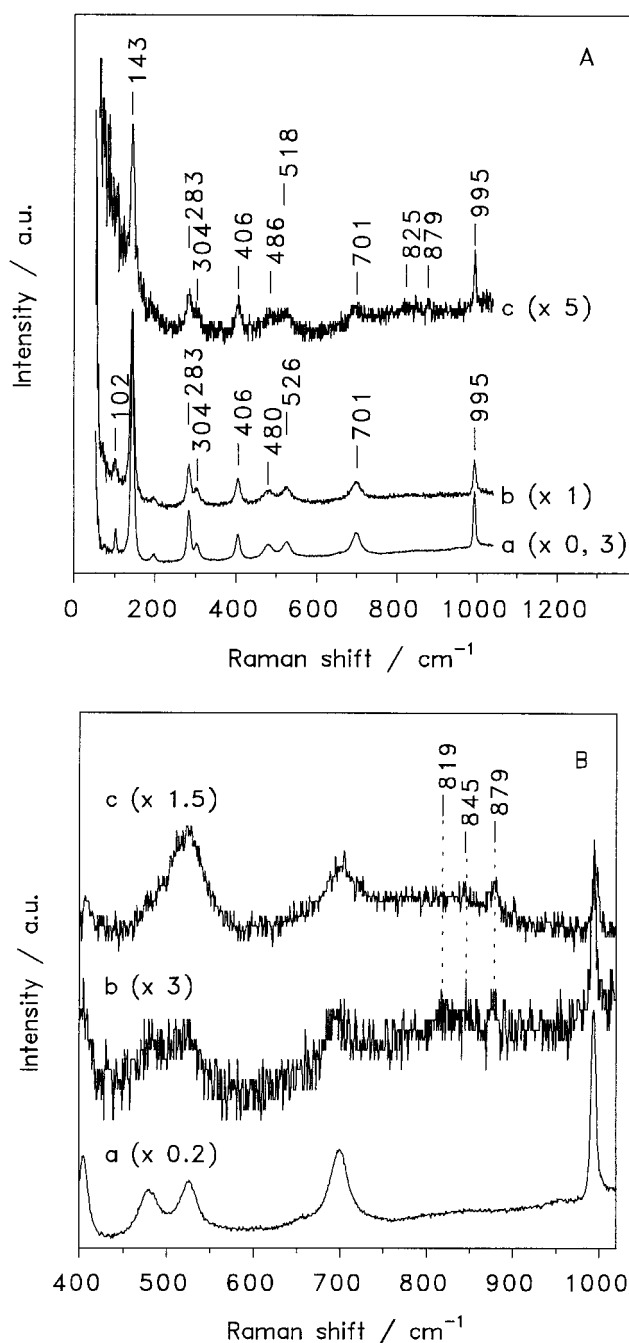 A
143
283
304
406
486
518
701
825
879
995
c (x 5)
102
283
304
406
480
526
701
995
b (x 1)
a (x 0, 3)
Intensity / a.u.
0 200 400 600 800 1000 1200
Raman shift / cm⁻¹
B
819
845
879
c (x 1.5)
b (x 3)
a (x 0.2)
Intensity / a.u.
400 500 600 700 800 900 1000
Raman shift / cm⁻¹